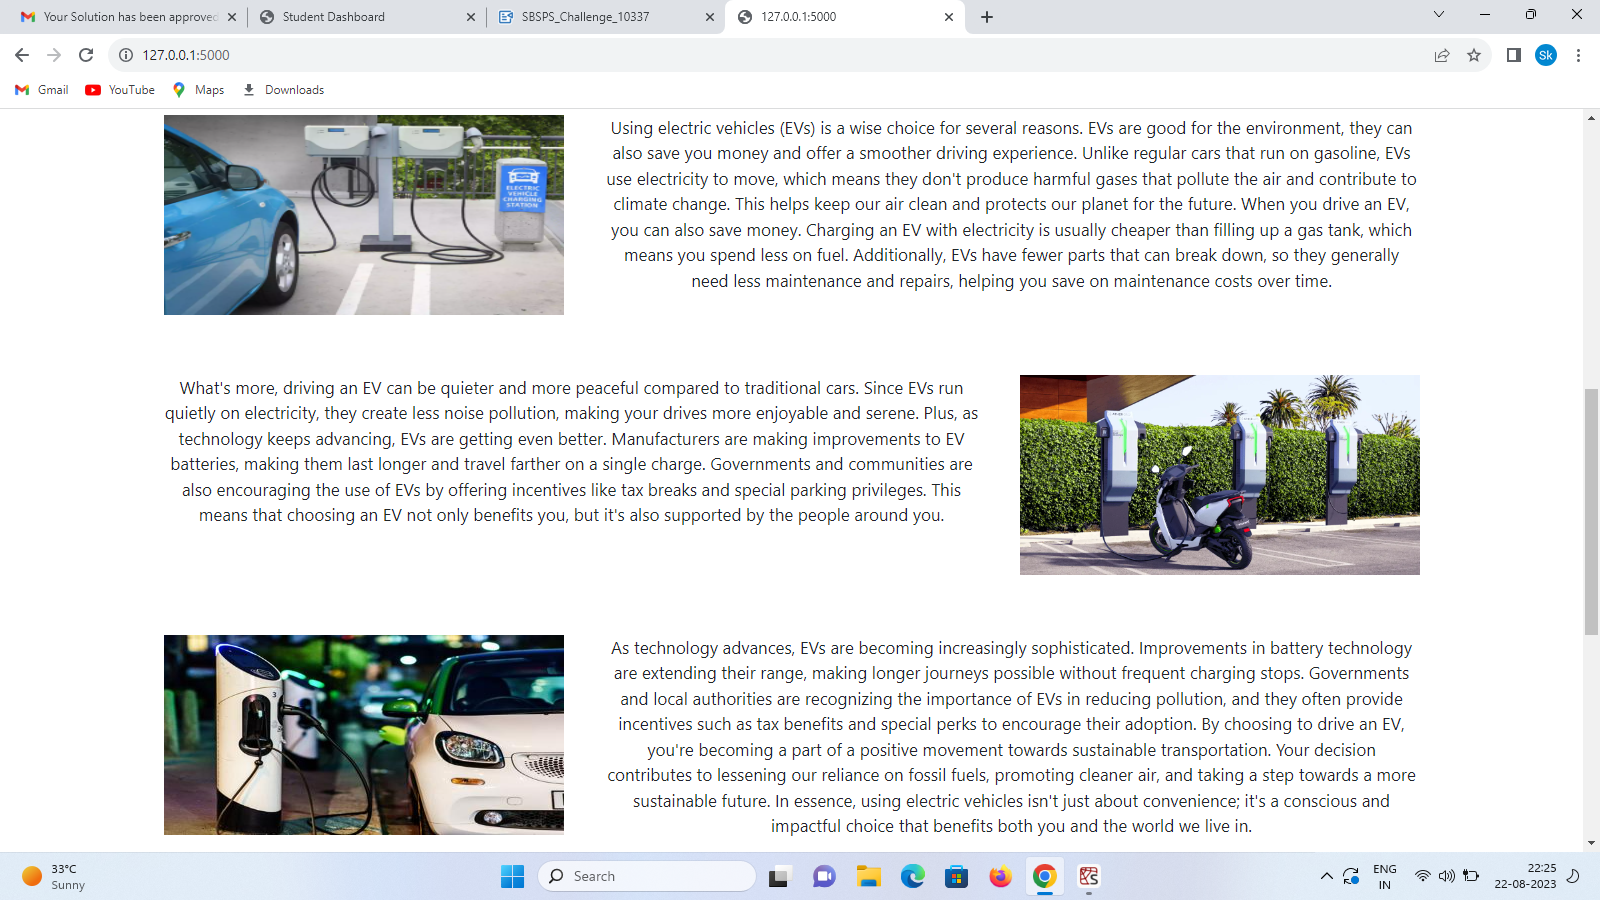 Your Solution has been approved
Student Dashboard
SBSPS_Challenge_10337
127.0.0.1:5000
127.0.0.1:5000
Sk
Gmail
YouTube
Maps
Downloads
ELECTRIC
VEHICLE
CHARGING
STATION
Using electric vehicles (EVs) is a wise choice for several reasons. EVs are good for the environment, they can
also save you money and offer a smoother driving experience. Unlike regular cars that run on gasoline, EVs
use electricity to move, which means they don't produce harmful gases that pollute the air and contribute to
climate change. This helps keep our air clean and protects our planet for the future. When you drive an EV,
you can also save money. Charging an EV with electricity is usually cheaper than filling up a gas tank, which
means you spend less on fuel. Additionally, EVs have fewer parts that can break down, so they generally
need less maintenance and repairs, helping you save on maintenance costs over time.
What's more, driving an EV can be quieter and more peaceful compared to traditional cars. Since EVs run
quietly on electricity, they create less noise pollution, making your drives more enjoyable and serene. Plus, as
technology keeps advancing, EVs are getting even better. Manufacturers are making improvements to EV
batteries, making them last longer and travel farther on a single charge. Governments and communities are
also encouraging the use of EVs by offering incentives like tax breaks and special parking privileges. This
means that choosing an EV not only benefits you, but it's also supported by the people around you.
As technology advances, EVs are becoming increasingly sophisticated. Improvements in battery technology
are extending their range, making longer journeys possible without frequent charging stops. Governments
and local authorities are recognizing the importance of EVs in reducing pollution, and they often provide
incentives such as tax benefits and special perks to encourage their adoption. By choosing to drive an EV,
you're becoming a part of a positive movement towards sustainable transportation. Your decision
contributes to lessening our reliance on fossil fuels, promoting cleaner air, and taking a step towards a more
sustainable future. In essence, using electric vehicles isn't just about convenience; it's a conscious and
impactful choice that benefits both you and the world we live in.
33°C
Sunny
Search
ENG
IN
22:25
22-08-2023